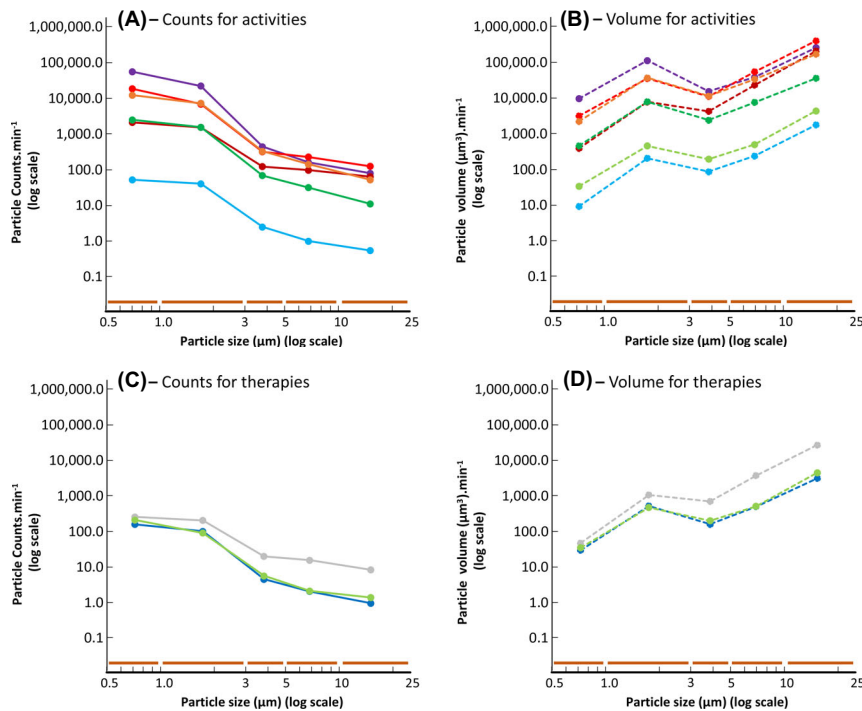 (A) – Counts for activities
Particle Counts.min⁻¹
(log scale)
1,000,000.0
100,000.0
10,000.0
1,000.0
100.0
10.0
1.0
0.1
0.5 1.0 3 5 10 25
Particle size (µm) (log scale)
(B) – Volume for activities
Particle volume (µm³).min⁻¹
(log scale)
1,000,000.0
100,000.0
10,000.0
1,000.0
100.0
10.0
1.0
0.1
0.5 1.0 3 5 10 25
Particle size (µm) (log scale)
(C) – Counts for therapies
Particle Counts.min⁻¹
(log scale)
1,000,000.0
100,000.0
10,000.0
1,000.0
100.0
10.0
1.0
0.1
0.5 1.0 3 5 10 25
Particle size (µm) (log scale)
(D) – Volume for therapies
Particle volume (µm³).min⁻¹
(log scale)
1,000,000.0
100,000.0
10,000.0
1,000.0
100.0
10.0
1.0
0.1
0.5 1.0 3 5 10 25
Particle size (µm) (log scale)